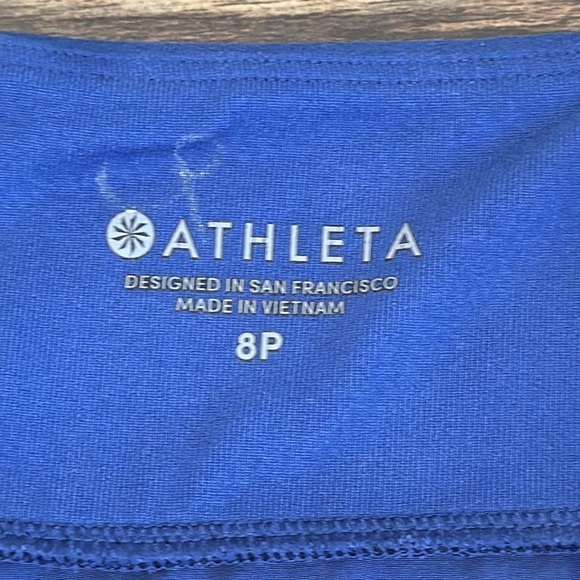 ATHLETA
DESIGNED IN SAN FRANCISCO
MADE IN VIETNAM
8P